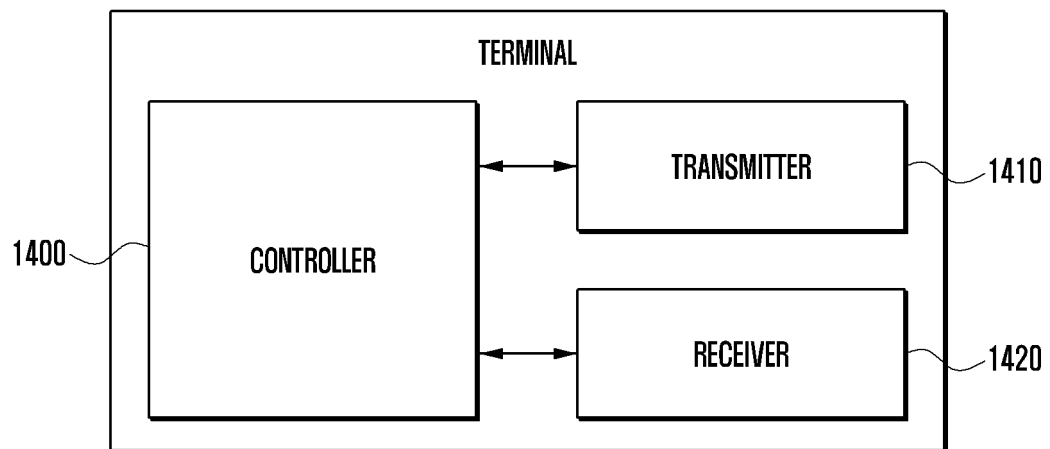 TERMINAL
TRANSMITTER
1410
1400
CONTROLLER
RECEIVER
1420